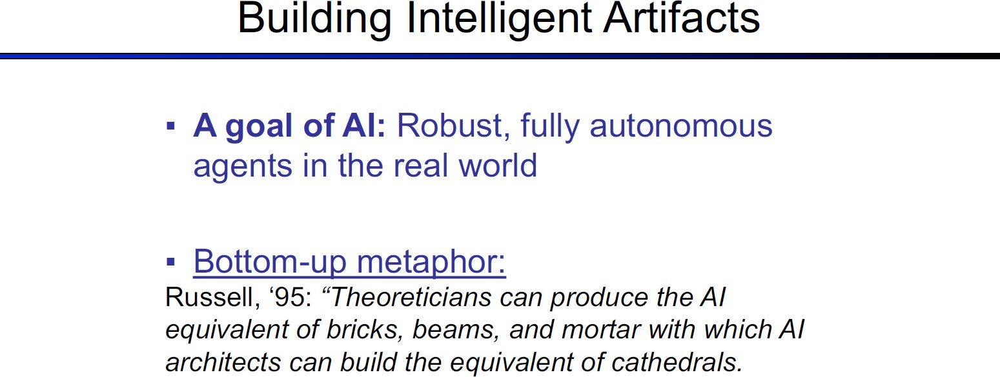 Building Intelligent Artifacts
▪ A goal of AI: Robust, fully autonomous
agents in the real world
▪ Bottom-up metaphor:
Russell, ‘95: “Theoreticians can produce the AI
equivalent of bricks, beams, and mortar with which AI
architects can build the equivalent of cathedrals.